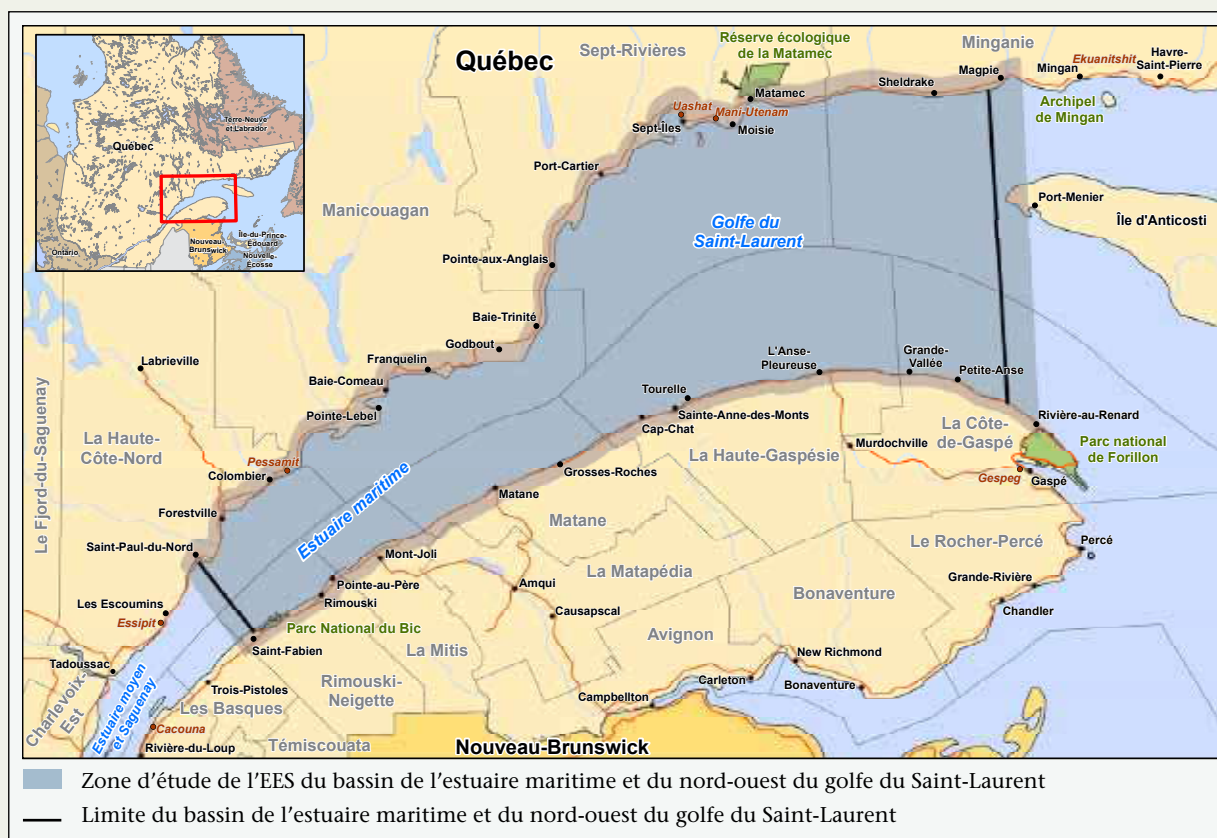 Québec
Terre-Neuve
et Labrador
Québec
Ontario
Nouveau-
Brunswick
Île-du-Prince-
Édouard
Nouvelle-
Écosse
Sept-Rivières
Réserve écologique
de la Matamec
Minganie
Ekuanitshit
Havre-
Saint-Pierre
Mingan
Magpie
Sheldrake
Matamec
Archipel
de Mingan
Uashat
Mani-Utenam
Sept-Îles
Moisie
Port-Cartier
Manicouagan
Port-Menier
Île d'Anticosti
Golfe du
Saint-Laurent
Pointe-aux-Anglais
Baie-Trinité
Godbout
Franquelin
Labrieville
Baie-Comeau
Pointe-Lebel
L'Anse-
Pleureuse
Grande-
Vallée
Petite-Anse
Tourelle
Sainte-Anne-des-Monts
Cap-Chat
Rivière-au-Renard
La Côte-
de-Gaspé
Parc national
de Forillon
Murdochville
La Haute-Gaspésie
Gespeg
Gaspé
Le Fjord-du-Saguenay
La Haute-
Côte-Nord
Pessamit
Colombier
Forestville
Grosses-Roches
Matane
Estuaire maritime
Matane
Saint-Paul-du-Nord
Mont-Joli
Le Rocher-Percé
Percé
La Matapédia
Amqui
Pointe-au-Père
Rimouski
Grande-Rivière
Bonaventure
Chandler
Les Escoumins
Essipit
Causapscal
Parc National du Bic
Saint-Fabien
La Mitis
Avignon
New Richmond
Tadoussac
Charlevoix-
Est
Estuaire moyen
et Saguenay
Trois-Pistoles
Les Basques
Rimouski-
Neigette
Carleton
Bonaventure
Campbellton
Cacouna
Rivière-du-Loup
Témiscouata
Nouveau-Brunswick
Zone d'étude de l'EES du bassin de l'estuaire maritime et du nord-ouest du golfe du Saint-Laurent
Limite du bassin de l'estuaire maritime et du nord-ouest du golfe du Saint-Laurent